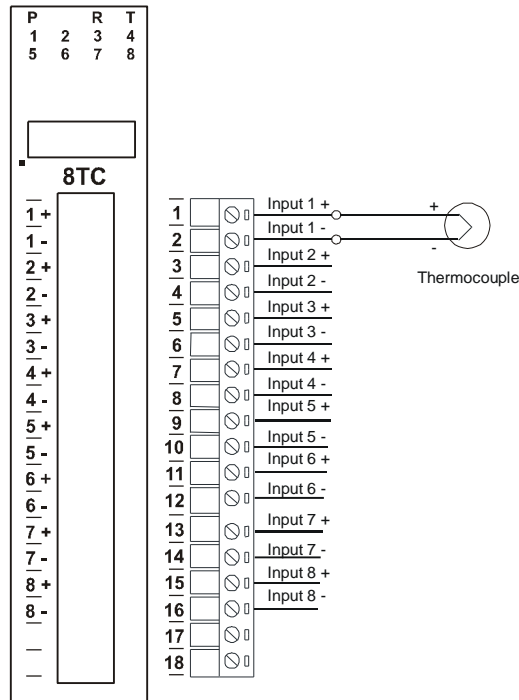 P R T
1 2 3 4
5 6 7 8
8TC
1 +
1 -
2 +
2 -
3 +
3 -
4 +
4 -
5 +
5 -
6 +
6 -
7 +
7 -
8 +
8 -
1 Input 1 + +
2 Input 1 - -
3 Input 2 +
4 Input 2 -
5 Input 3 +
6 Input 3 -
7 Input 4 +
8 Input 4 -
9 Input 5 +
10 Input 5 -
11 Input 6 +
12 Input 6 -
13 Input 7 +
14 Input 7 -
15 Input 8 +
16 Input 8 -
17
18
Thermocouple